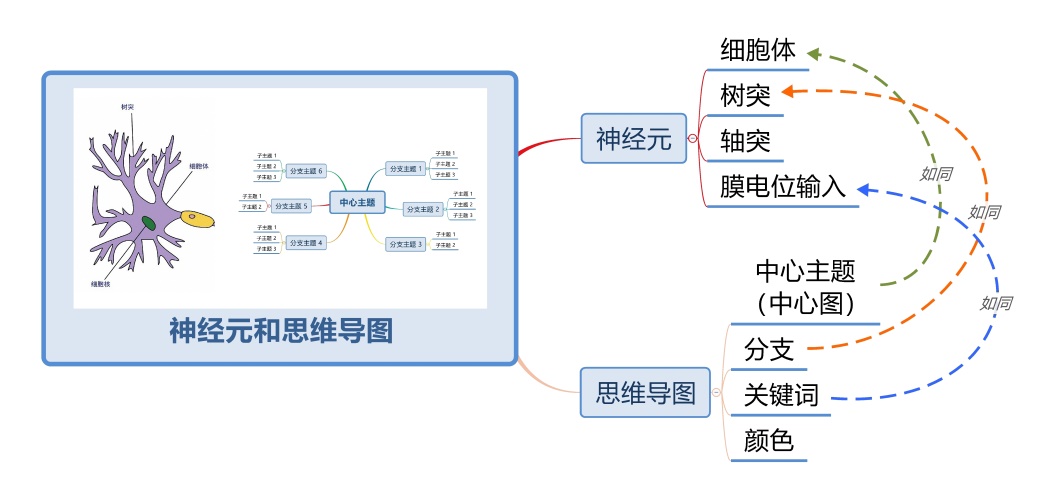 树突
细胞体
细胞核
子主题 1
子主题 2
子主题 3
分支主题 6
子主题 1
子主题 2
分支主题 5
子主题 1
子主题 2
子主题 3
分支主题 4
中心主题
分支主题 1
子主题 1
子主题 2
子主题 3
分支主题 2
子主题 1
子主题 2
子主题 3
分支主题 3
子主题 1
子主题 2
神经元和思维导图
神经元
细胞体
树突
轴突
膜电位输入
如同
如同
如同
思维导图
中心主题
（中心图）
分支
关键词
颜色